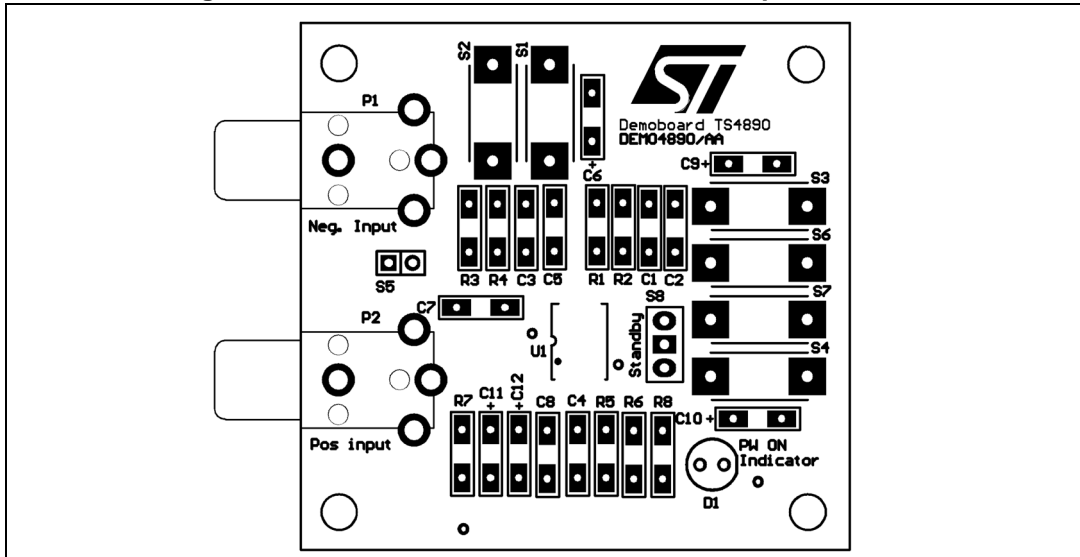 S2
S1
P1
ST
Demoboard TS4890
DEMO4890/AA
+
C6
C9+
S3
Neg. Input
S6
R3 R4 C3 C5 R1 R2 C1 C2
S5
S7
S8
C7
P2
Standby
U1
S4
R7 C11 + C12 + C8 C4 R5 R6 R8
C10+
Pos input
PW ON
Indicator
D1